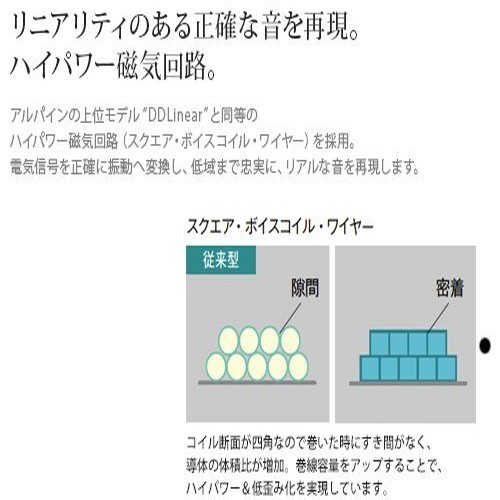 リニアリティのある正確な音を再現。
ハイパワー磁気回路。
アルパインの上位モデル“DDLinear”と同等の
ハイパワー磁気回路（スクエア・ボイスコイル・ワイヤー）を採用。
電気信号を正確に振動へ変換し、低域まで忠実に、リアルな音を再現します。
スクエア・ボイスコイル・ワイヤー
従来型
隙間
密着
コイル断面が四角なので巻いた時にすき間がなく、
導体の体積比が増加。巻線容量をアップすることで、
ハイパワー＆低歪み化を実現しています。